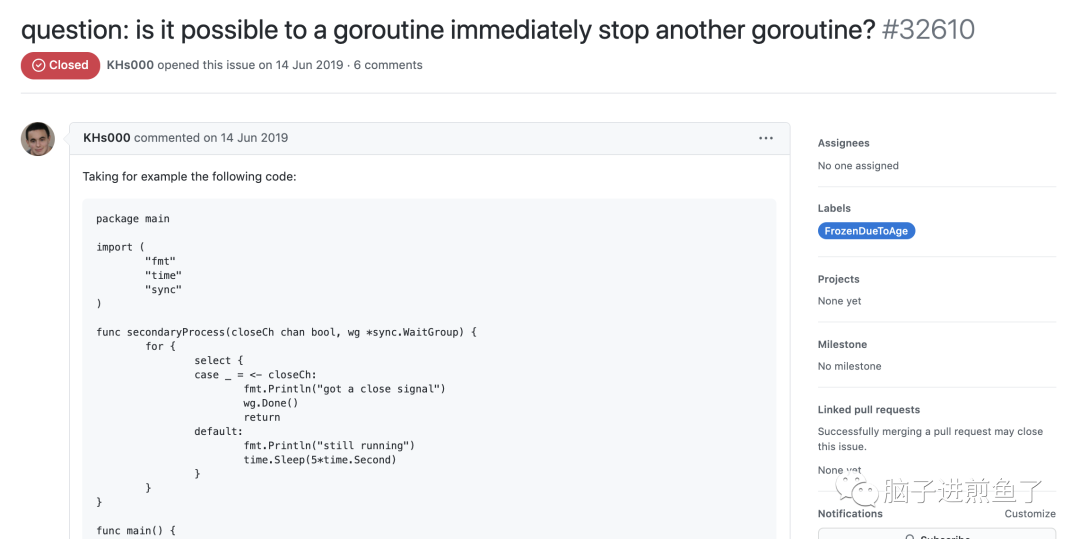 question: is it possible to a goroutine immediately stop another goroutine? #32610
Closed KHs000 opened this issue on 14 Jun 2019 · 6 comments
KHs000 commented on 14 Jun 2019 ···
Taking for example the following code:
package main
import (
"fmt"
"time"
"sync"
)
func secondaryProcess(closeCh chan bool, wg *sync.WaitGroup) {
for {
select {
case _ = <- closeCh:
fmt.Println("got a close signal")
wg.Done()
return
default:
fmt.Println("still running")
time.Sleep(5*time.Second)
}
}
}
func main() {
Assignees
No one assigned
Labels
FrozenDueToAge
Projects
None yet
Milestone
No milestone
Linked pull requests
Successfully merging a pull request may close
this issue.
None yet
脑子进煎鱼了
Notifications Customize
Subscribe